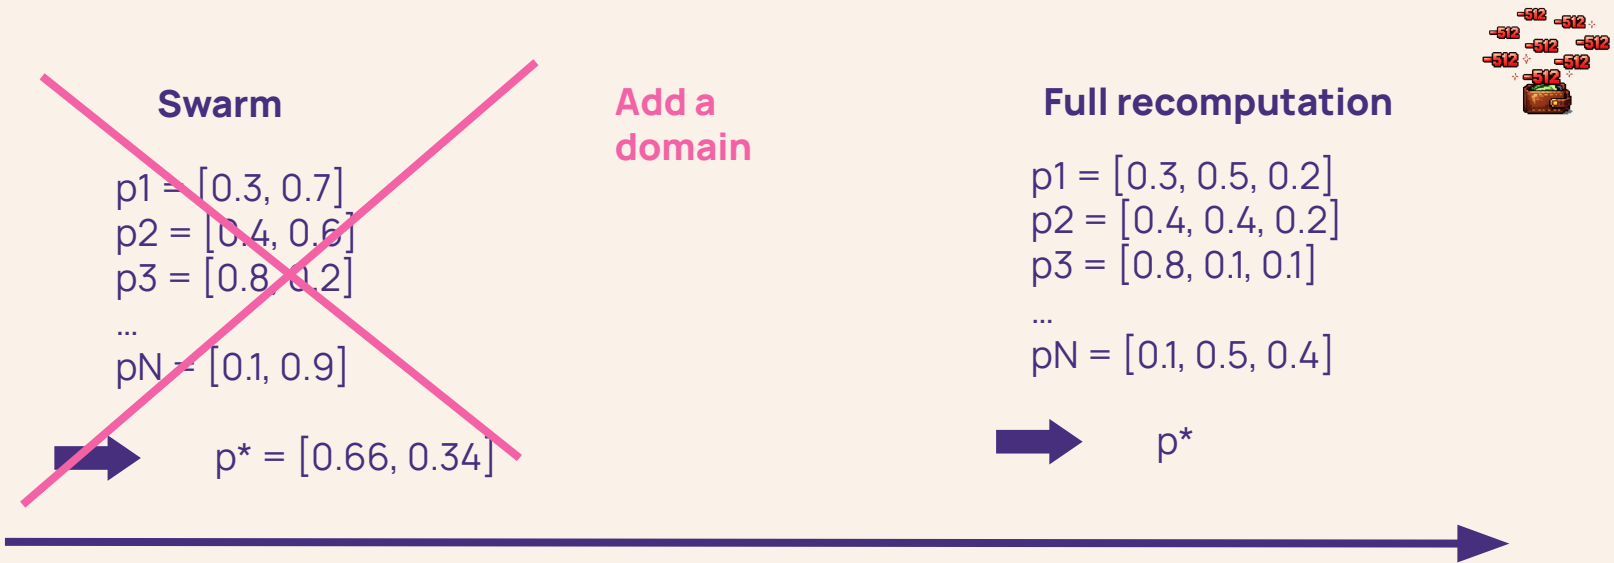 Swarm
p1 = [0.3, 0.7]
p2 = [0.4, 0.6]
p3 = [0.8, 0.2]
...
pN = [0.1, 0.9]
p* = [0.66, 0.34]
Add a
domain
Full recomputation
p1 = [0.3, 0.5, 0.2]
p2 = [0.4, 0.4, 0.2]
p3 = [0.8, 0.1, 0.1]
...
pN = [0.1, 0.5, 0.4]
p*
-512
-512
-512
-512
-512
-512
-512
-512